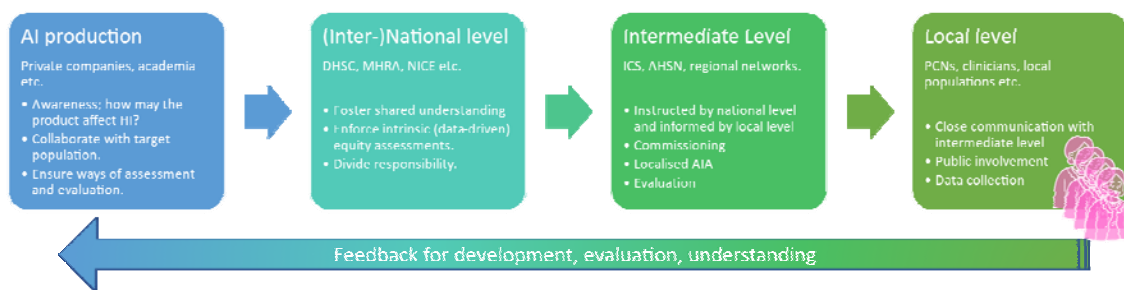 AI production
Private companies, academia
etc.
• Awareness; how may the
product affect HI?
• Collaborate with target
population.
• Ensure ways of assessment
and evaluation.
(Inter-)National level
DHSC, MHRA, NICE etc.
• Foster shared understanding
• Enforce intrinsic (data-driven)
equity assessments.
• Divide responsibility.
Intermediate Level
ICS, AHSN, regional networks.
• Instructed by national level
and informed by local level
• Commissioning
• Localised AIA
• Evaluation
Local level
PCNs, clinicians, local
populations etc.
• Close communication with
intermediate level
• Public involvement
• Data collection
Feedback for development, evaluation, understanding